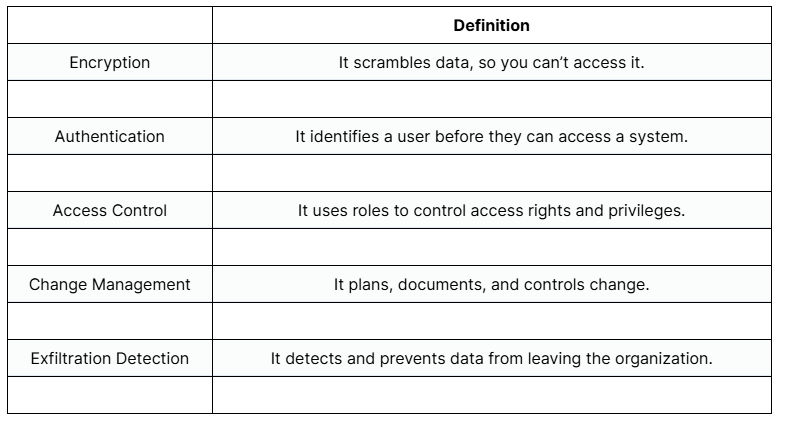 Definition
Encryption It scrambles data, so you can’t access it.
Authentication It identifies a user before they can access a system.
Access Control It uses roles to control access rights and privileges.
Change Management It plans, documents, and controls change.
Exfiltration Detection It detects and prevents data from leaving the organization.